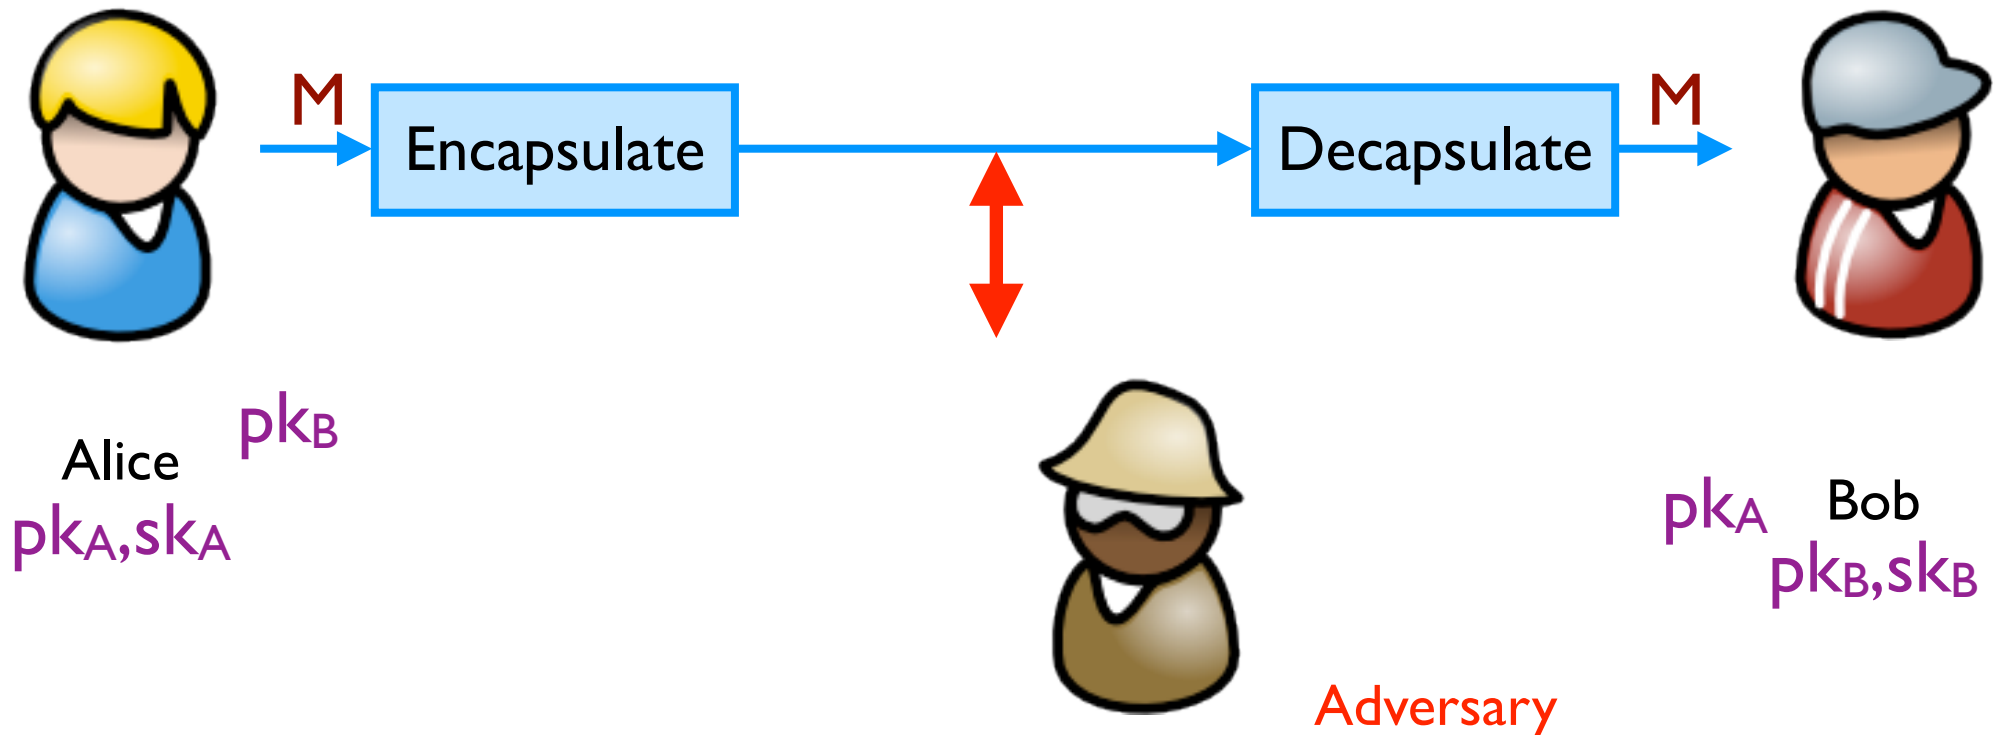 M
Encapsulate
Decapsulate
M
pkB
Alice
pkA,skA
pkA
Bob
pkB,skB
Adversary